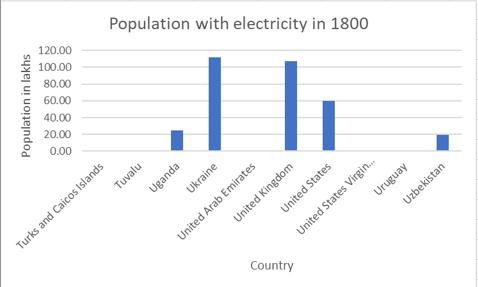 Population with electricity in 1800
Population in lakhs
120.00
100.00
80.00
60.00
40.00
20.00
0.00
Turks and Caicos Islands
Tuvalu
Uganda
Ukraine
United Arab Emirates
United Kingdom
United States
United States Virgin...
Uruguay
Uzbekistan
Country